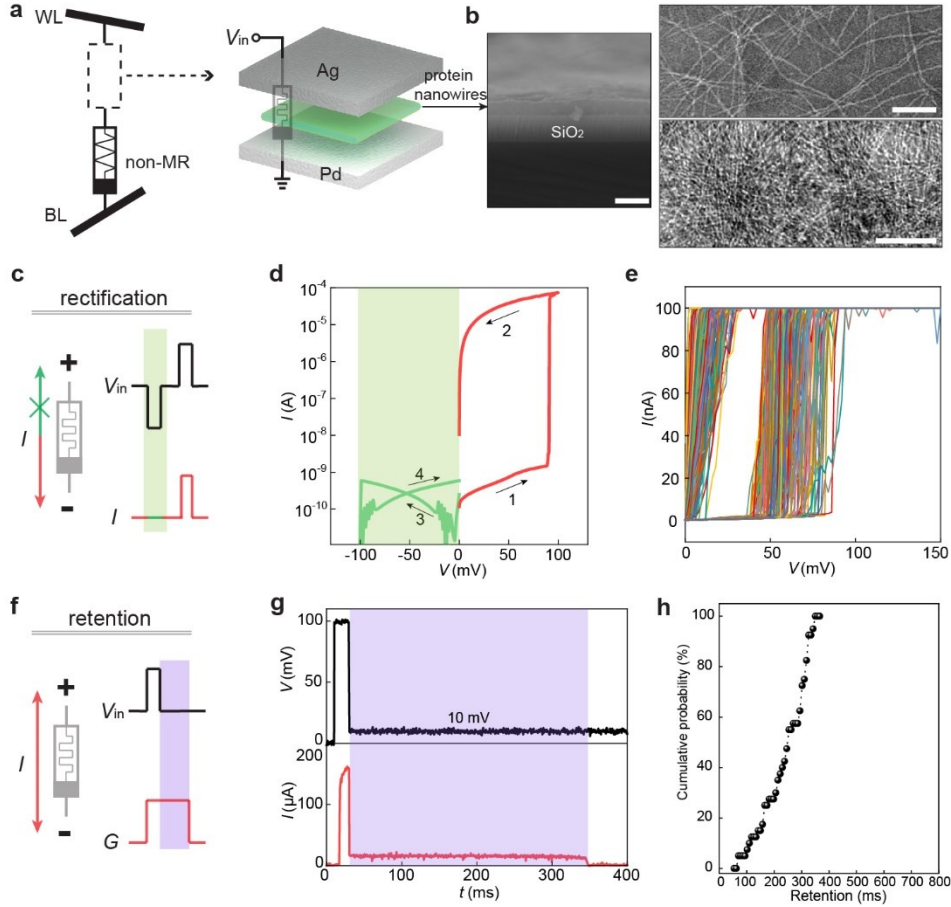 a
WL
non-MR
BL
Vin
Ag
Pd
protein
nanowires
b
SiO2
c
rectification
+
I
-
Vin
I
d
I (A)
10-4
10-5
10-6
10-7
10-8
10-9
10-10
2
1
4
3
-100 -50 0 50 100
V (mV)
e
I (nA)
100
80
60
40
20
0
0 50 100 150
V (mV)
f
retention
+
I
-
Vin
G
g
V (mV)
100
50
0
10 mV
I (µA)
200
100
0
0 100 200 300 400
t (ms)
h
Cumulative probability (%)
100
80
60
40
20
0
0 100 200 300 400 500 600 700 800
Retention (ms)